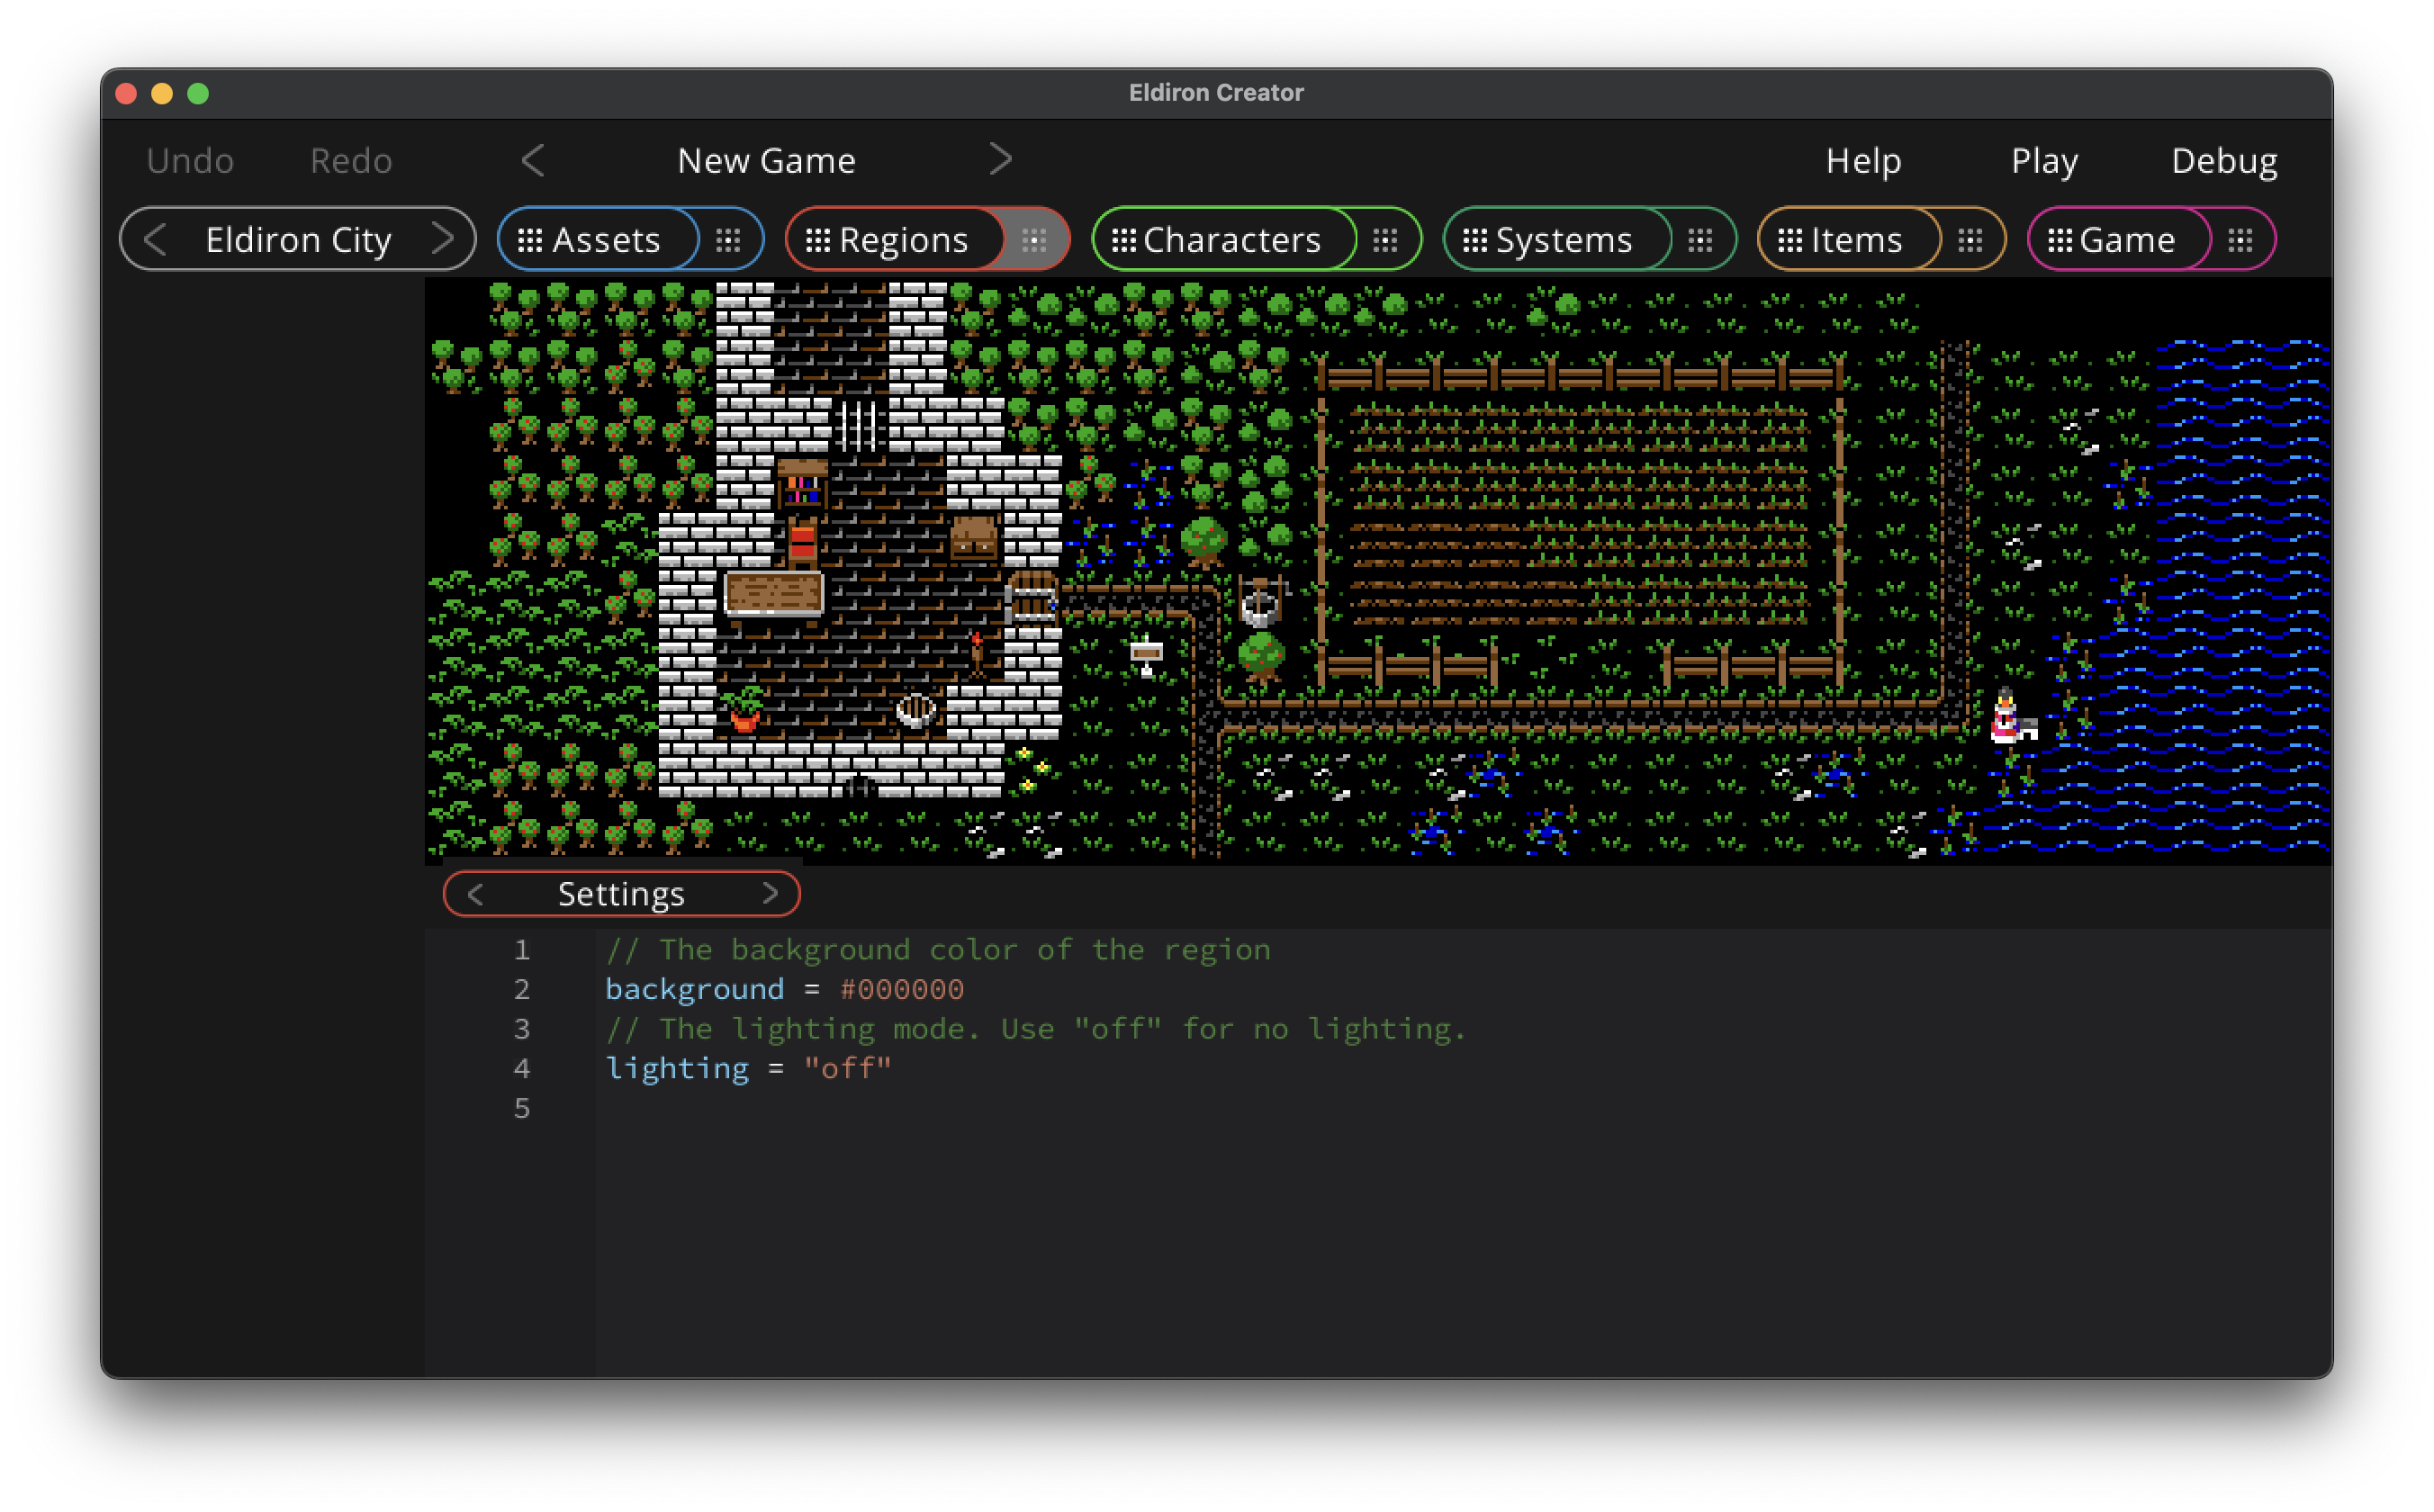 Eldiron Creator
Undo Redo < New Game > Help Play Debug
< Eldiron City > Assets Regions Characters Systems Items Game
< Settings >
1 // The background color of the region
2 background = #000000
3 // The lighting mode. Use "off" for no lighting.
4 lighting = "off"
5